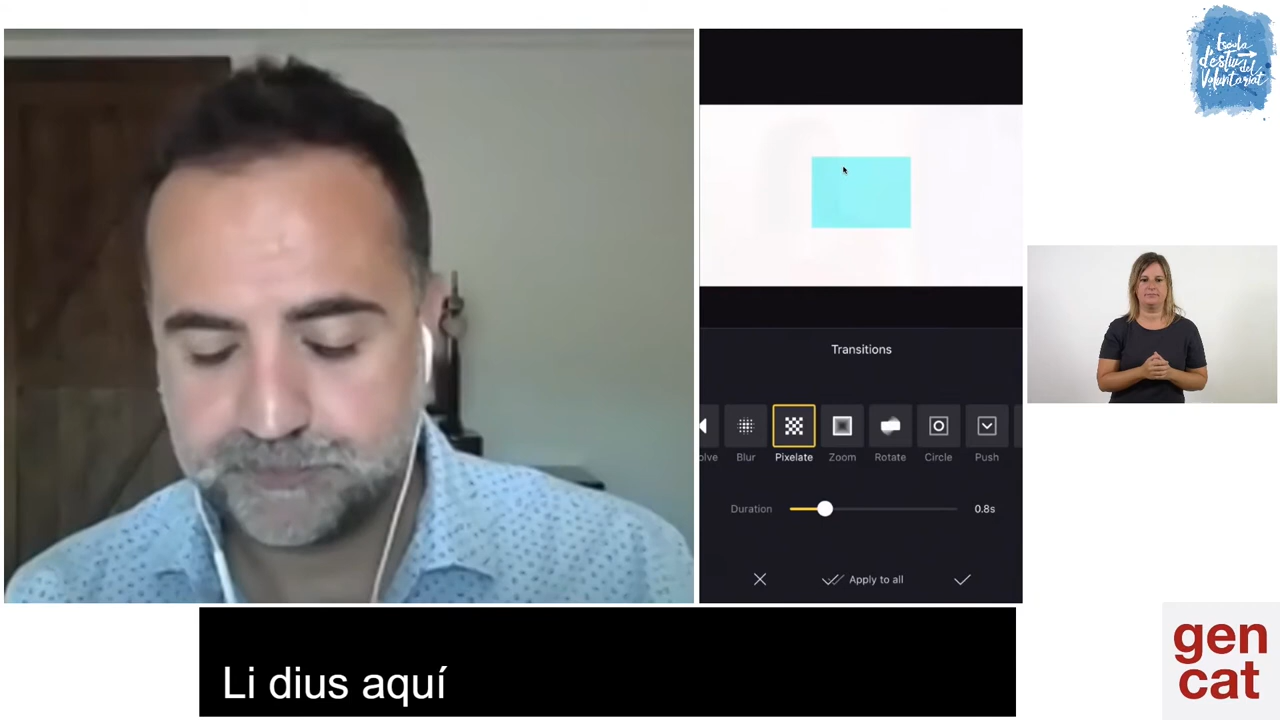 Escola
d'estiu
del
Voluntariat
Transitions
olve
Blur
Pixelate
Zoom
Rotate
Circle
Push
Duration
0.8s
Apply to all
Li dius aquí
gen
cat